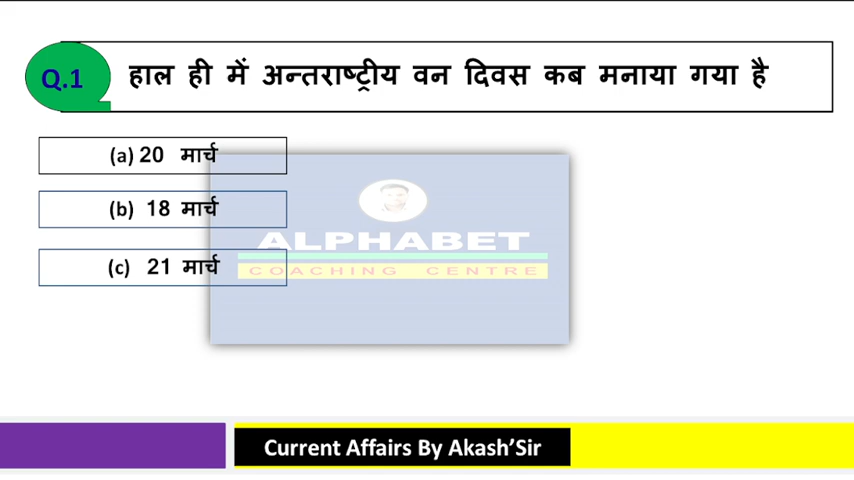 Q.1
हाल ही में अन्तराष्ट्रीय वन दिवस कब मनाया गया है
(a) 20 मार्च
(b) 18 मार्च
(c) 21 मार्च
ALPHABET
COACHING CENTRE
Current Affairs By Akash’Sir